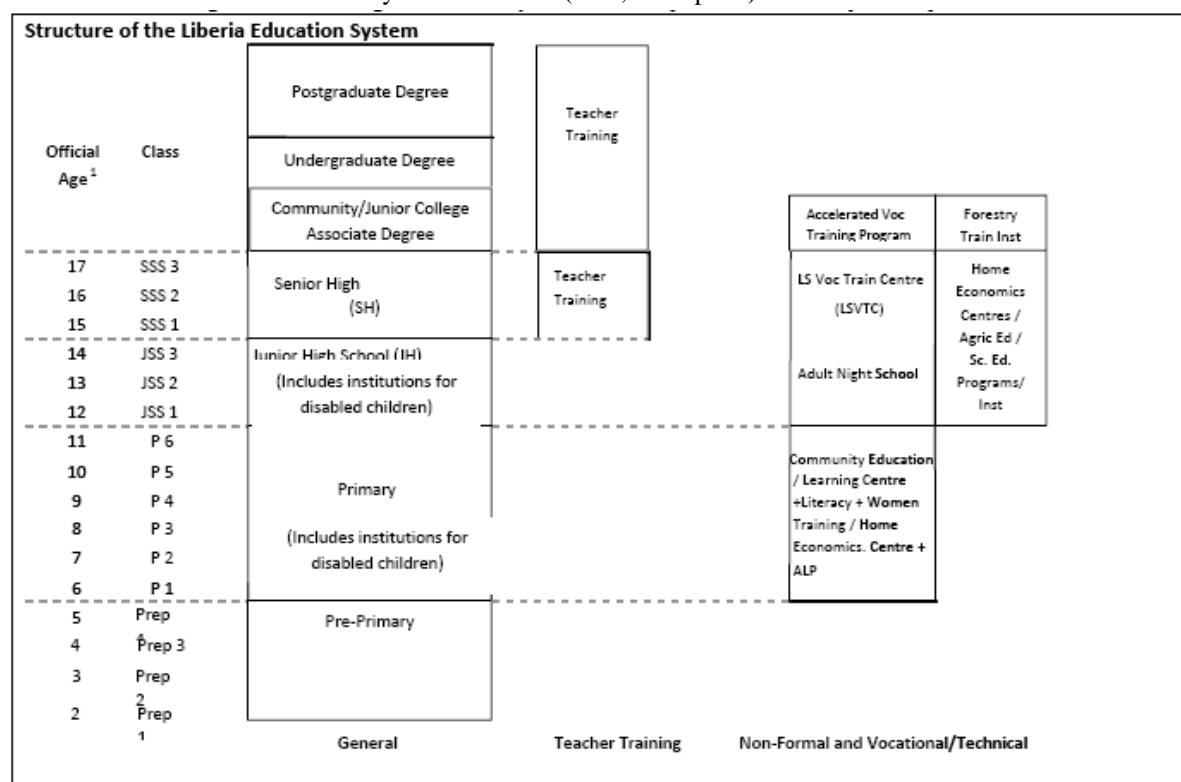 Structure of the Liberia Education System
Postgraduate Degree
Teacher
Training
Official
Age 1
Class
Undergraduate Degree
Community/Junior College
Associate Degree
Accelerated Voc
Training Program
Forestry
Train Inst
17 SSS 3
16 SSS 2
15 SSS 1
Senior High
(SH)
Teacher
Training
LS Voc Train Centre
(LSVTC)
Home
Economics
Centres /
Agric Ed /
Sc. Ed.
Programs/
Inst
14 JSS 3
13 JSS 2
12 JSS 1
Junior High School (JH)
(Includes institutions for
disabled children)
Adult Night School
11 P 6
10 P 5
9 P 4
8 P 3
7 P 2
6 P 1
Primary
(Includes institutions for
disabled children)
Community Education
/ Learning Centre
+Literacy + Women
Training / Home
Economics. Centre +
ALP
5 Prep
4
4 Prep 3
3 Prep
2
2 Prep
1
Pre-Primary
General
Teacher Training
Non-Formal and Vocational/Technical